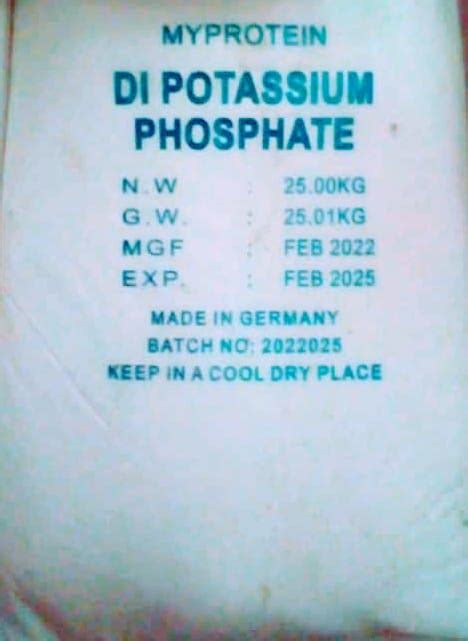 MYPROTEIN
DI POTASSIUM
PHOSPHATE
N.W : 25.00KG
G.W. : 25.01KG
MGF : FEB 2022
EXP. : FEB 2025
MADE IN GERMANY
BATCH NO: 2022025
KEEP IN A COOL DRY PLACE